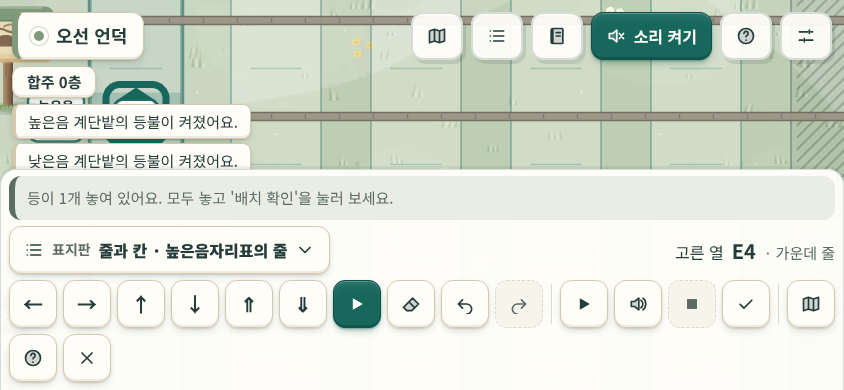 오선 언덕
소리 켜기
합주 0층
높은음 계단밭의 등불이 켜졌어요.
낮은음 계단밭의 등불이 켜졌어요.
등이 1개 놓여 있어요. 모두 놓고 '배치 확인'을 눌러 보세요.
표지판 줄과 칸 · 높은음자리표의 줄
고른 열 E4 · 가운데 줄